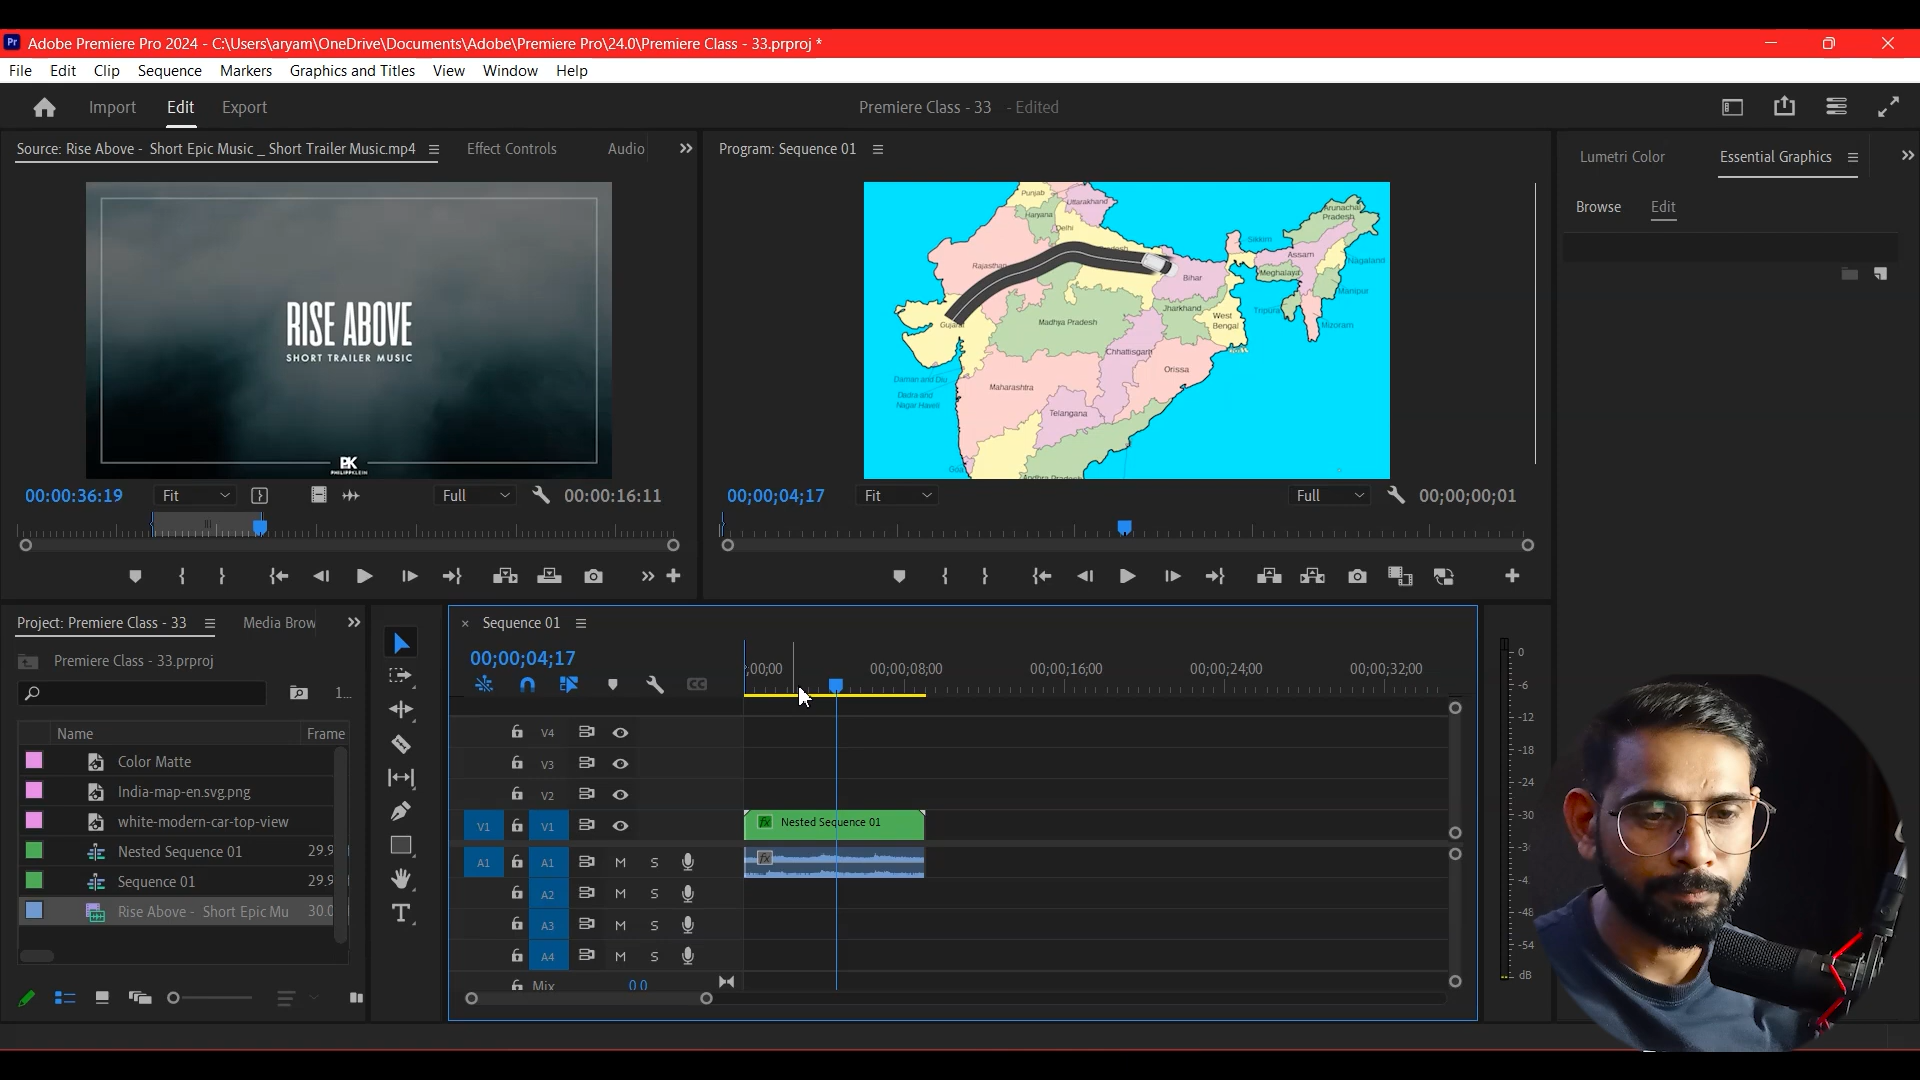 Adobe Premiere Pro 2024 - C:\Users\aryam\OneDrive\Documents\Adobe\Premiere Pro\24.0\Premiere Class - 33.prproj *
File Edit Clip Sequence Markers Graphics and Titles View Window Help
Import Edit Export
Premiere Class - 33 - Edited
Source: Rise Above - Short Epic Music _ Short Trailer Music.mp4
Effect Controls
Audio
Program: Sequence 01
Lumetri Color
Essential Graphics
Browse Edit
RISE ABOVE
SHORT TRAILER MUSIC
PK
PHILIPPKLEIN
Punjab
Uttarakhand
Haryana
Delhi
Rajasthan
Bihar
Sikkim
Arunachal
Pradesh
Assam
Nagaland
Meghalaya
Manipur
Tripura
Mizoram
Jharkhand
West
Bengal
Madhya Pradesh
Chhattisgarh
Orissa
Daman and Diu
Dadra and
Nagar Haveli
Maharashtra
Telangana
Goa
00:00:36:19 Fit Full 00:00:16:11
00;00;04;17 Fit Full 00;00;00;01
Project: Premiere Class - 33
Media Brow
Premiere Class - 33.prproj
1...
Name Frame
Color Matte
India-map-en.svg.png
white-modern-car-top-view
Nested Sequence 01 29.9
Sequence 01 29.9
Rise Above - Short Epic Mu 30.0
Sequence 01
00;00;04;17
;00;00 00;00;08;00 00;00;16;00 00;00;24;00 00;00;32;00
CC
V4
V3
V2
V1 V1
fx Nested Sequence 01
A1 A1 M S
fx
A2 M S
A3 M S
A4 M S
Mix 0.0
0
-6
-12
-18
-24
-30
-48
-54
dB